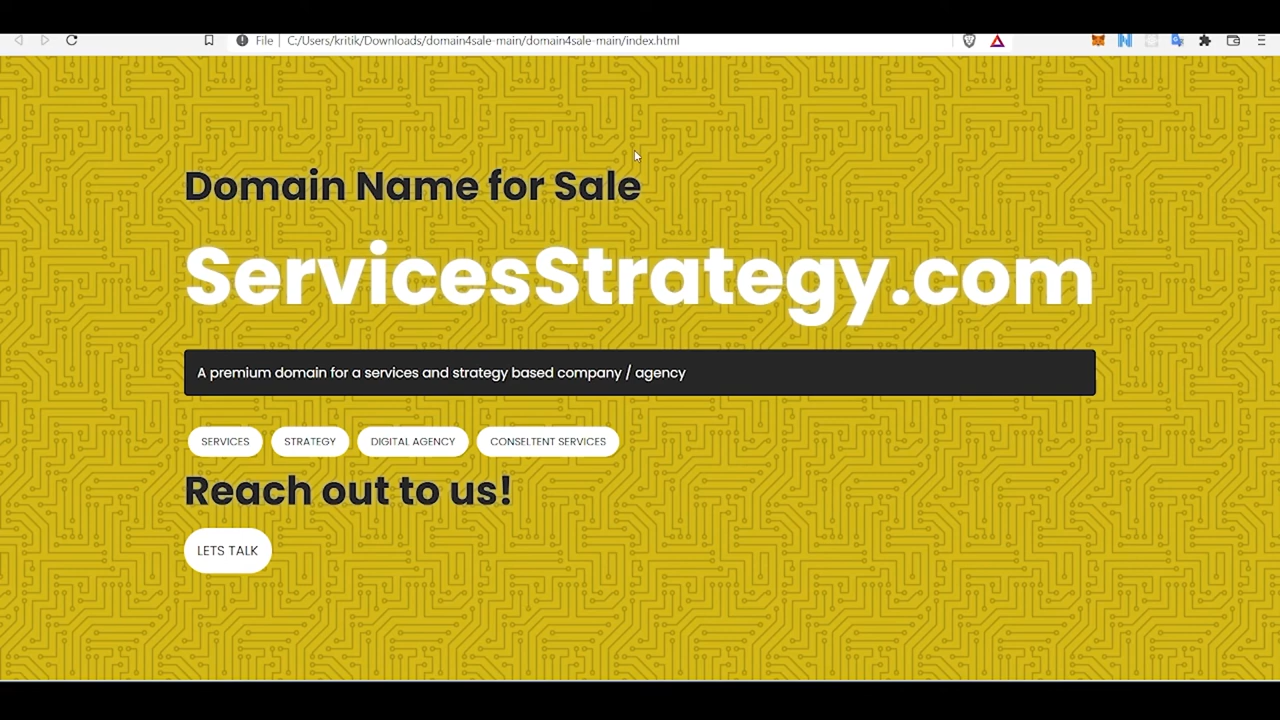 File C:/Users/kritik/Downloads/domain4sale-main/domain4sale-main/index.html
Domain Name for Sale
ServicesStrategy.com
A premium domain for a services and strategy based company / agency
SERVICES STRATEGY DIGITAL AGENCY CONSELTENT SERVICES
Reach out to us!
LETS TALK